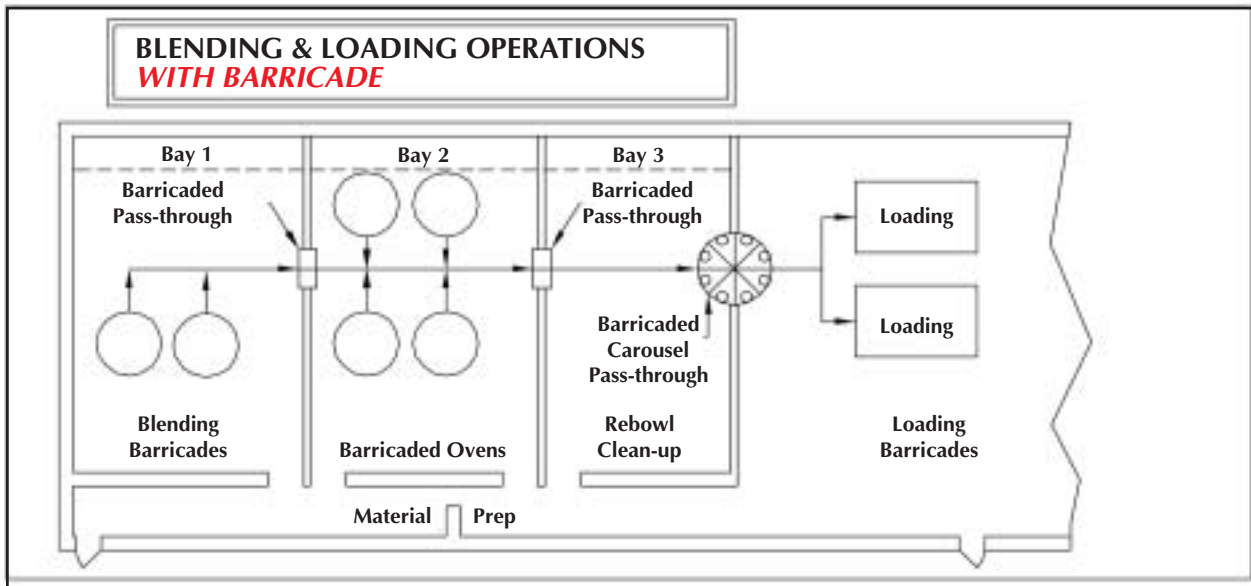 BLENDING & LOADING OPERATIONS
WITH BARRICADE
Bay 1
Bay 2
Bay 3
Barricaded
Pass-through
Barricaded
Pass-through
Loading
Loading
Barricaded
Carousel
Pass-through
Blending
Barricades
Barricaded Ovens
Rebowl
Clean-up
Loading
Barricades
Material
Prep